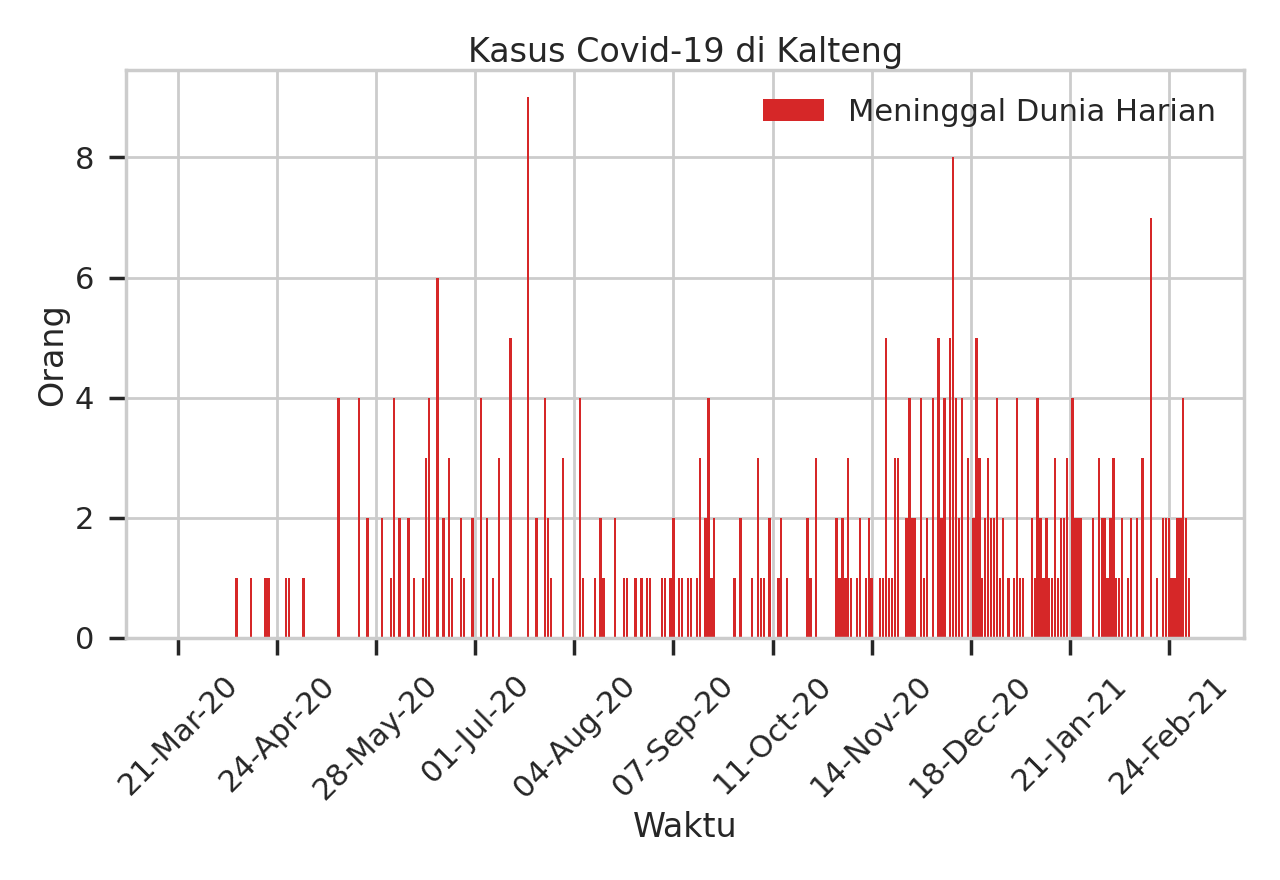 Kasus Covid-19 di Kalteng
Meninggal Dunia Harian
Orang
8
6
4
2
0
21-Mar-20
24-Apr-20
28-May-20
01-Jul-20
04-Aug-20
07-Sep-20
11-Oct-20
14-Nov-20
18-Dec-20
21-Jan-21
24-Feb-21
Waktu